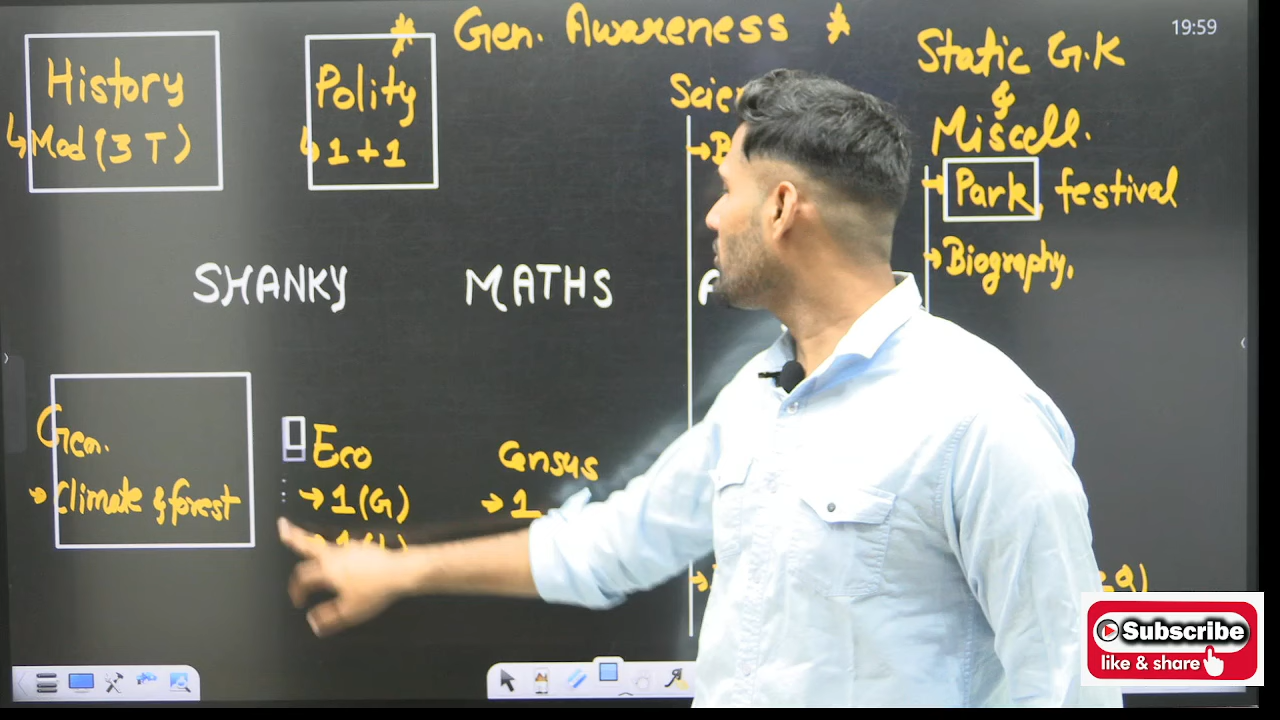 * Gen. Awareness *
19:59
History
↳ Mod (3 T)
Polity
↳ 1 + 1
Static G.K
&
Miscell.
→ Park, festival
→ Biography,
SHANKY MATHS
Gen.
→ Climate & forest
Eco
→ 1 (G)
Census
→ 1
Subscribe
like & share